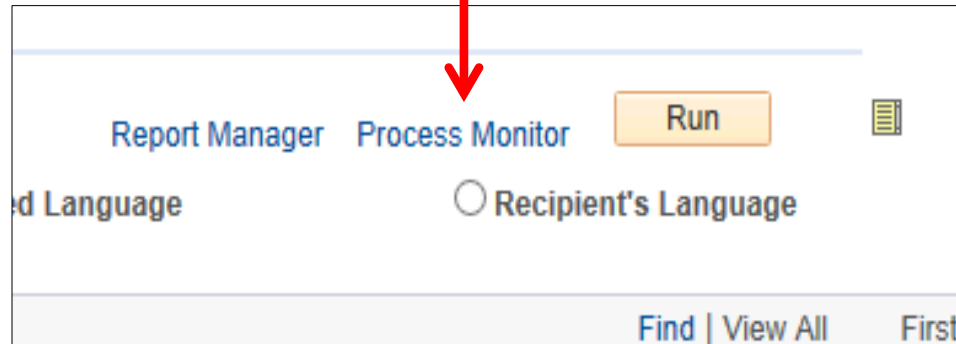 Report Manager Process Monitor Run
ed Language Recipient's Language
Find | View All First